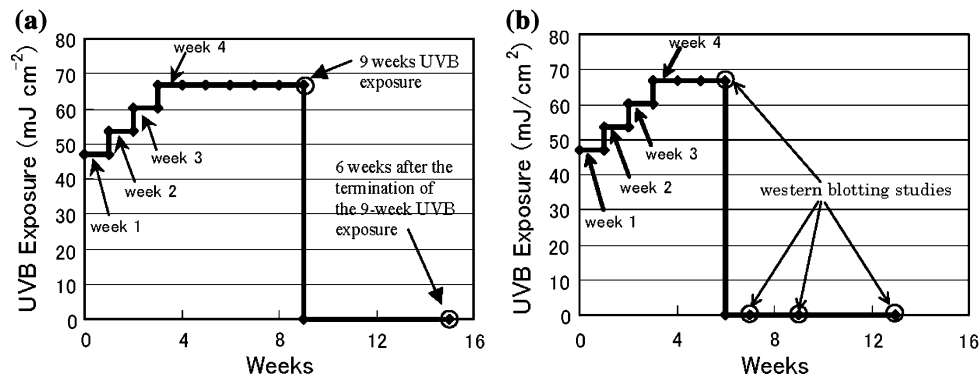 (a)
UVB Exposure (mJ cm⁻²)
80
70
60
50
40
30
20
10
0
week 4
week 3
week 2
week 1
9 weeks UVB
exposure
6 weeks after the
termination of
the 9-week UVB
exposure
0
4
8
12
16
Weeks
(b)
UVB Exposure (mJ/cm²)
80
70
60
50
40
30
20
10
0
week 4
week 3
week 2
week 1
western blotting studies
0
4
8
12
16
Weeks